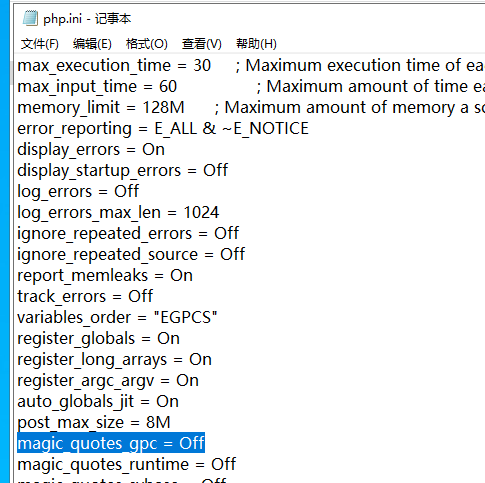 php.ini - 记事本
文件(F) 编辑(E) 格式(O) 查看(V) 帮助(H)
max_execution_time = 30 ; Maximum execution time of ea
max_input_time = 60 ; Maximum amount of time ea
memory_limit = 128M ; Maximum amount of memory a sc
error_reporting = E_ALL & ~E_NOTICE
display_errors = On
display_startup_errors = Off
log_errors = Off
log_errors_max_len = 1024
ignore_repeated_errors = Off
ignore_repeated_source = Off
report_memleaks = On
track_errors = Off
variables_order = "EGPCS"
register_globals = On
register_long_arrays = On
register_argc_argv = On
auto_globals_jit = On
post_max_size = 8M
magic_quotes_gpc = Off
magic_quotes_runtime = Off